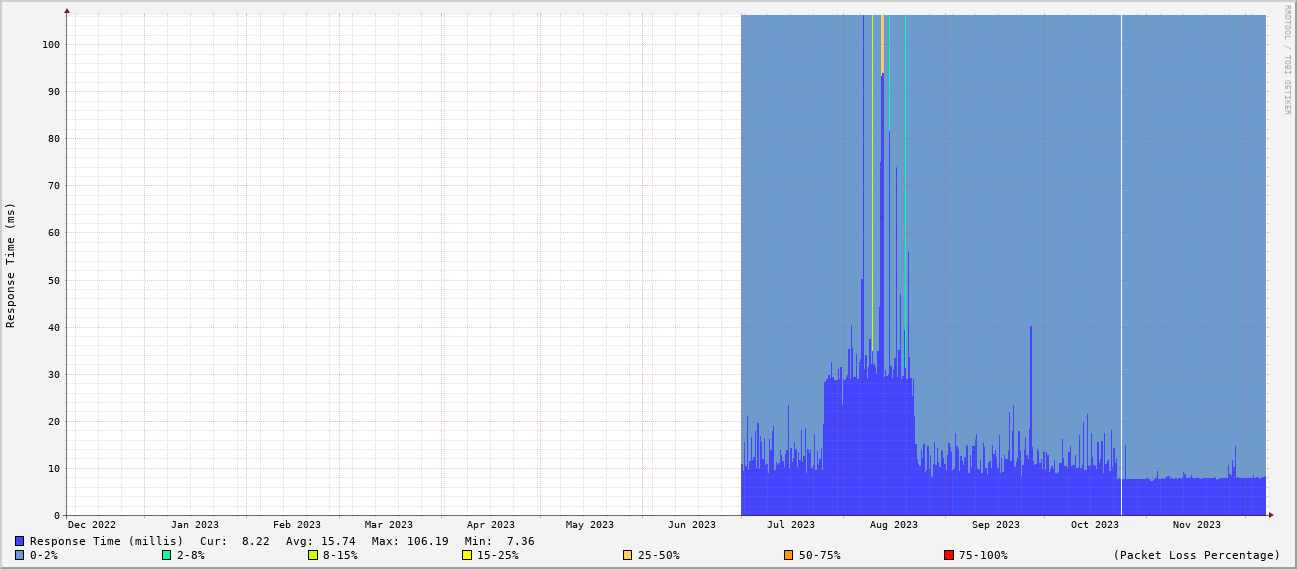 RRDTOOL / TOBI OETIKER
Response Time (ms)
100
90
80
70
60
50
40
30
20
10
0
Dec 2022 Jan 2023 Feb 2023 Mar 2023 Apr 2023 May 2023 Jun 2023 Jul 2023 Aug 2023 Sep 2023 Oct 2023 Nov 2023
Response Time (millis) Cur: 8.22 Avg: 15.74 Max: 106.19 Min: 7.36
0-2% 2-8% 8-15% 15-25% 25-50% 50-75% 75-100% (Packet Loss Percentage)